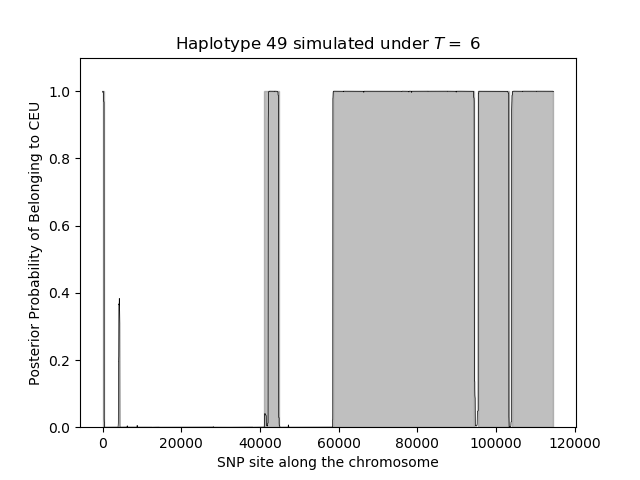 Haplotype 49 simulated under T = 6
Posterior Probability of Belonging to CEU
1.0
0.8
0.6
0.4
0.2
0.0
0 20000 40000 60000 80000 100000 120000
SNP site along the chromosome